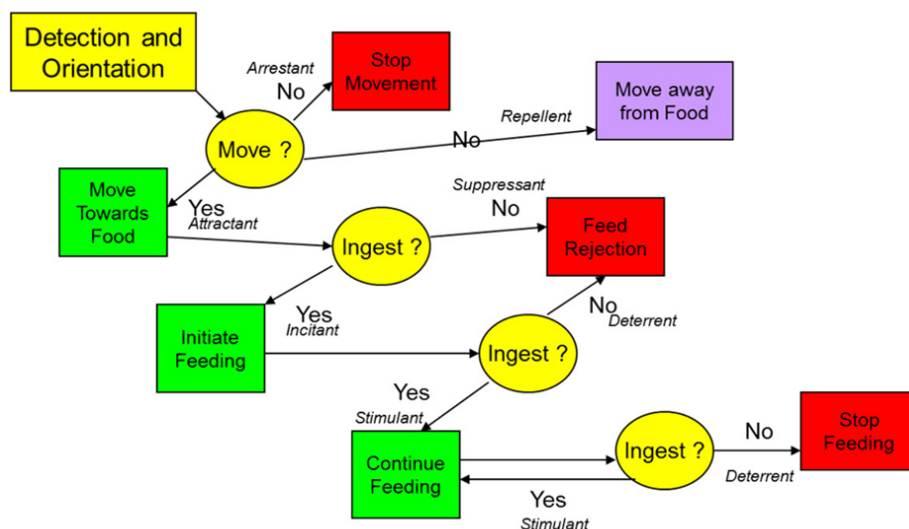 Detection and
Orientation
Arrestant
No
Stop
Movement
Move away
from Food
Repellent
No
Move ?
Move
Towards
Food
Yes
Attractant
Suppressant
No
Feed
Rejection
Ingest ?
Yes
Incitant
Initiate
Feeding
No
Deterrent
Ingest ?
Yes
Stimulant
Continue
Feeding
Ingest ?
No
Deterrent
Stop
Feeding
Yes
Stimulant